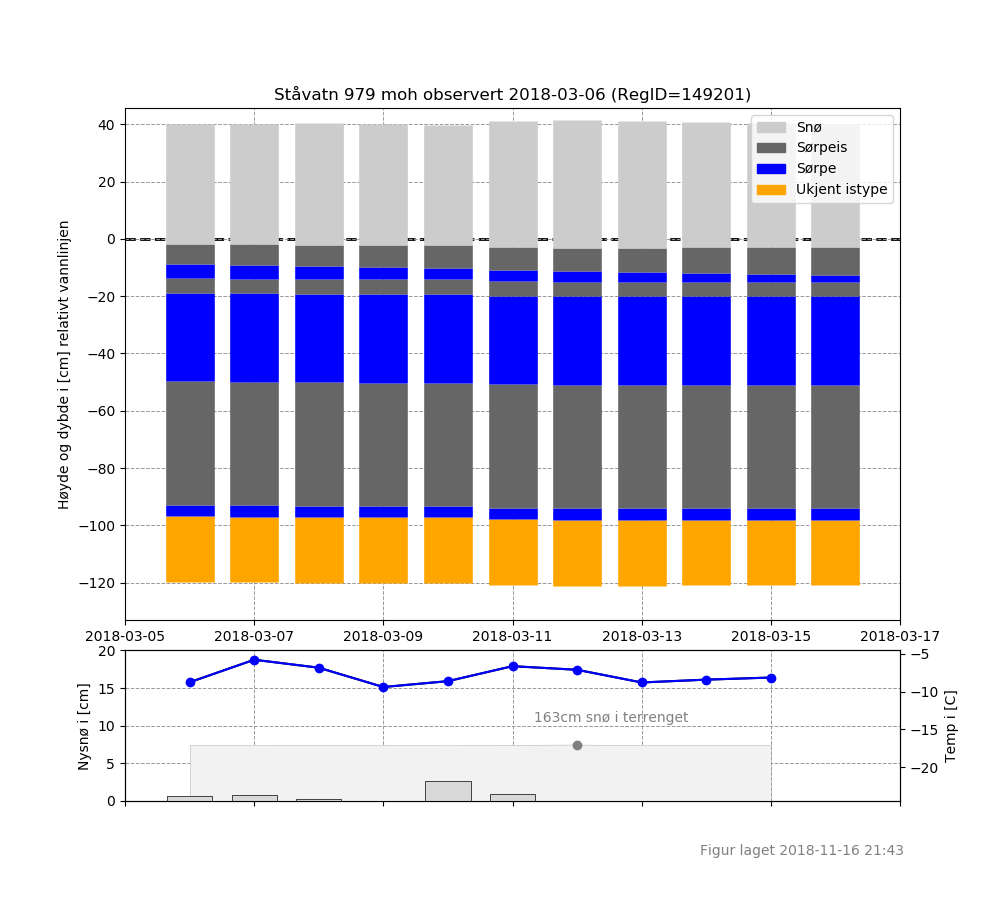 Ståvatn 979 moh observert 2018-03-06 (RegID=149201)
Høyde og dybde i [cm] relativt vannlinjen
40
20
0
−20
−40
−60
−80
−100
−120
Snø
Sørpeis
Sørpe
Ukjent istype
2018-03-05 2018-03-07 2018-03-09 2018-03-11 2018-03-13 2018-03-15 2018-03-17
Nysnø i [cm]
20
15
10
5
0
163cm snø i terrenget
−5
−10
−15
−20
Temp i [C]
Figur laget 2018-11-16 21:43